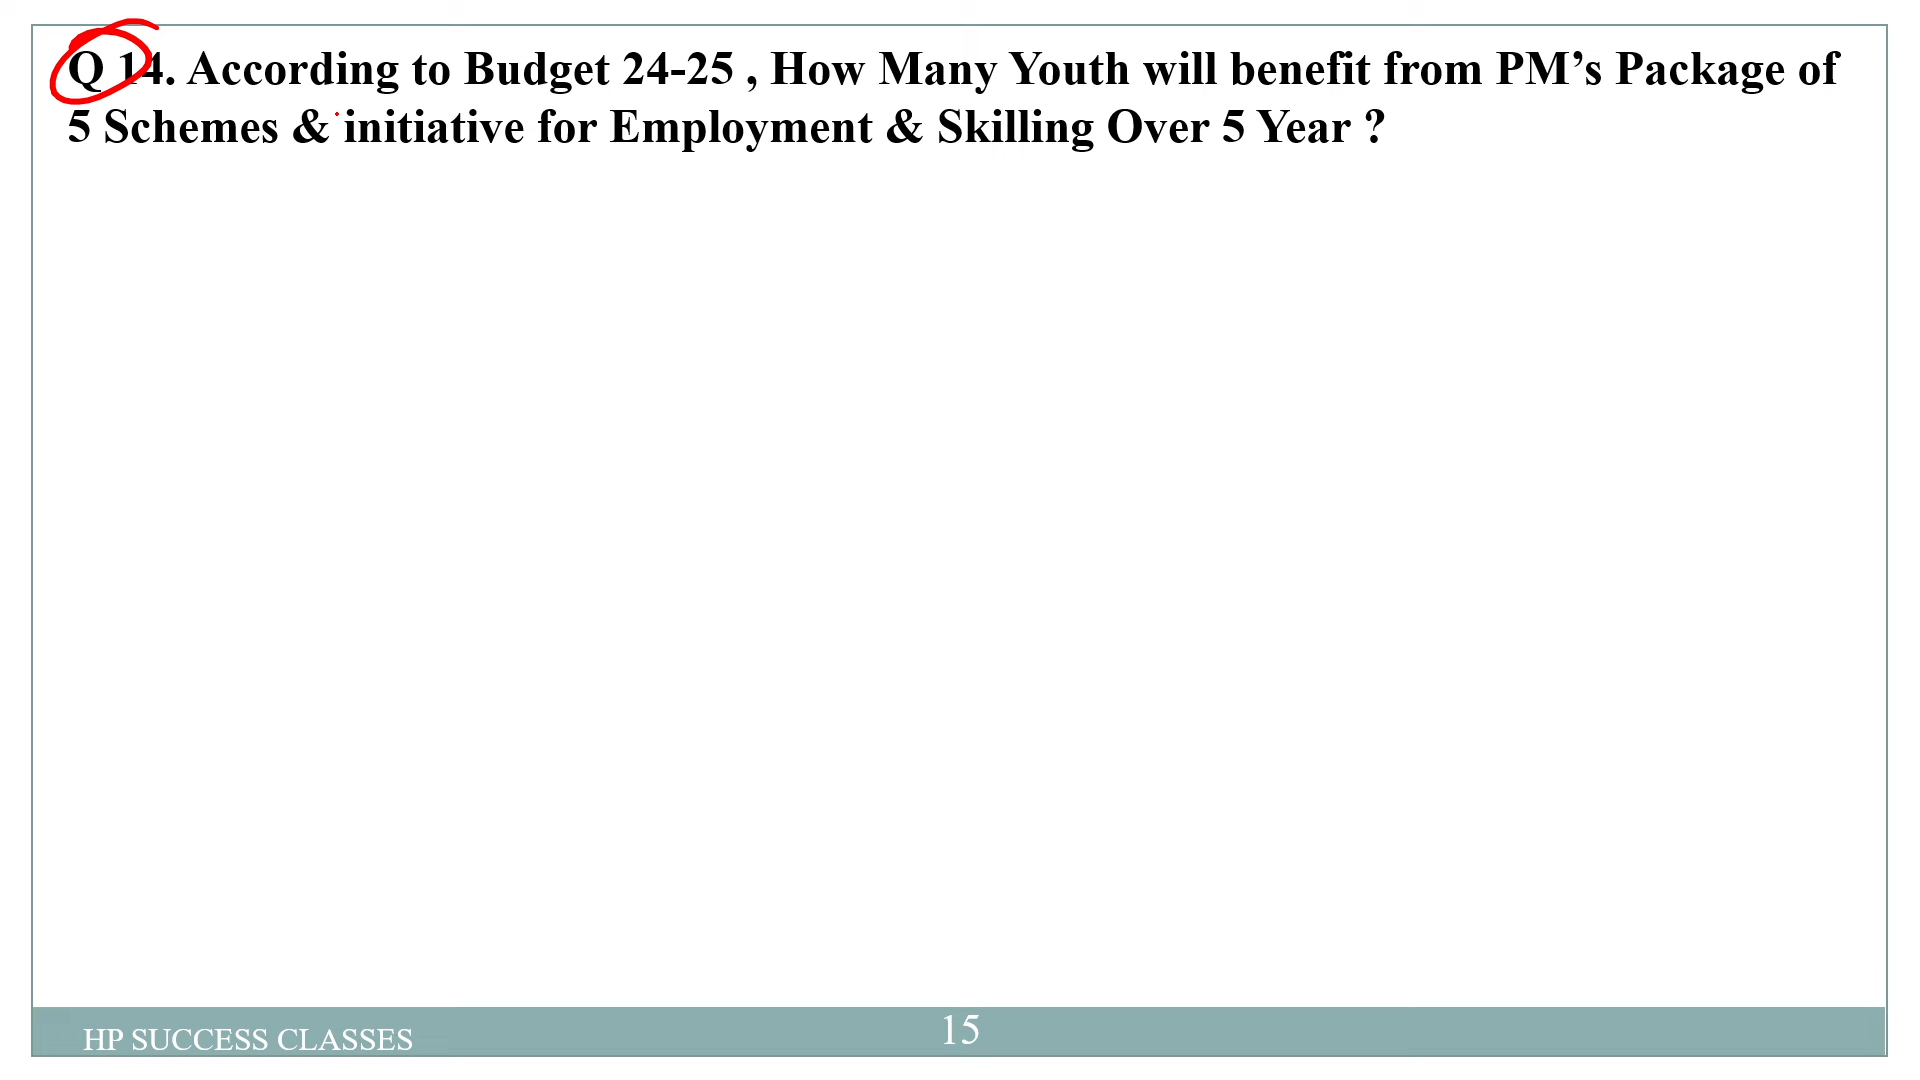 Q 14. According to Budget 24-25 , How Many Youth will benefit from PM’s Package of
5 Schemes & initiative for Employment & Skilling Over 5 Year ?
HP SUCCESS CLASSES
15